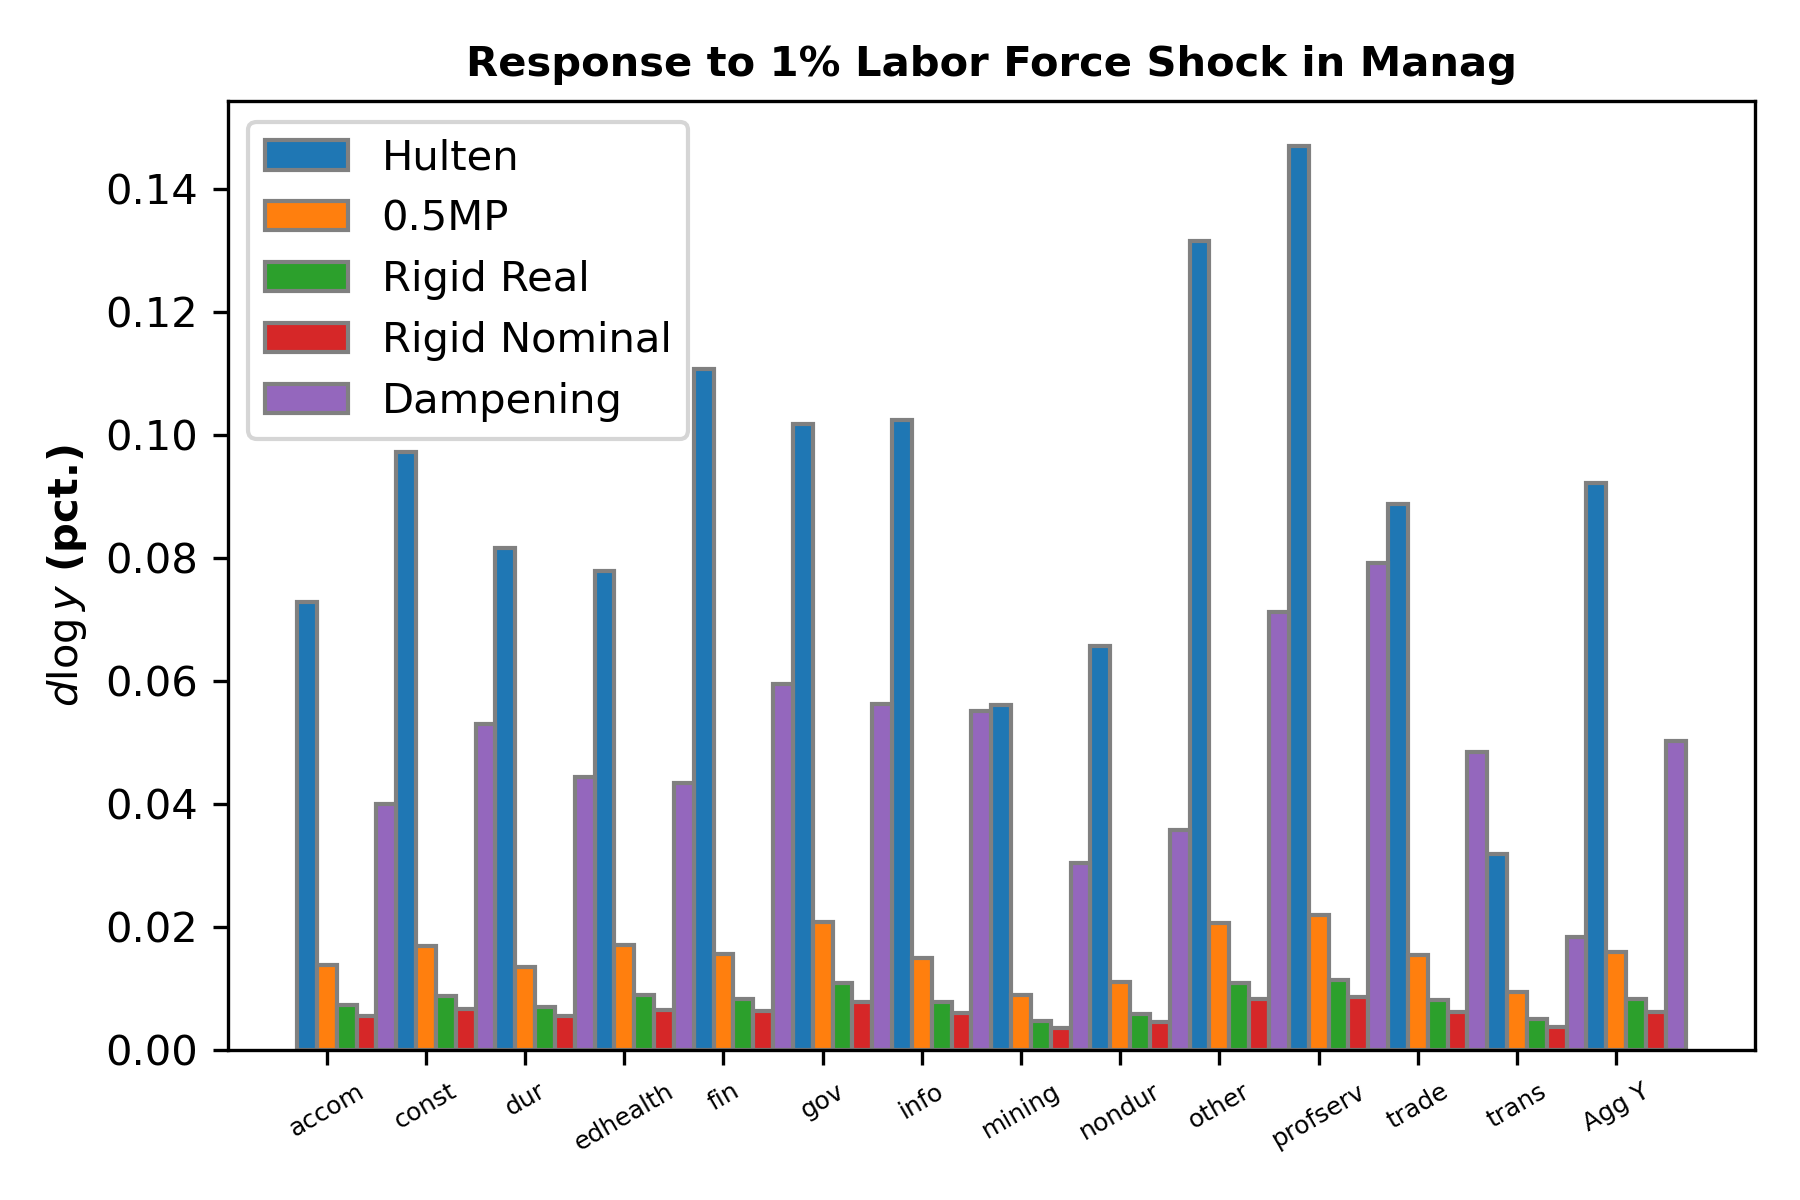 Response to 1% Labor Force Shock in Manag
Hulten
0.5MP
Rigid Real
Rigid Nominal
Dampening
dlog y (pct.)
0.14
0.12
0.10
0.08
0.06
0.04
0.02
0.00
accom const dur edhealth fin gov info mining nondur other profserv trade trans Agg Y